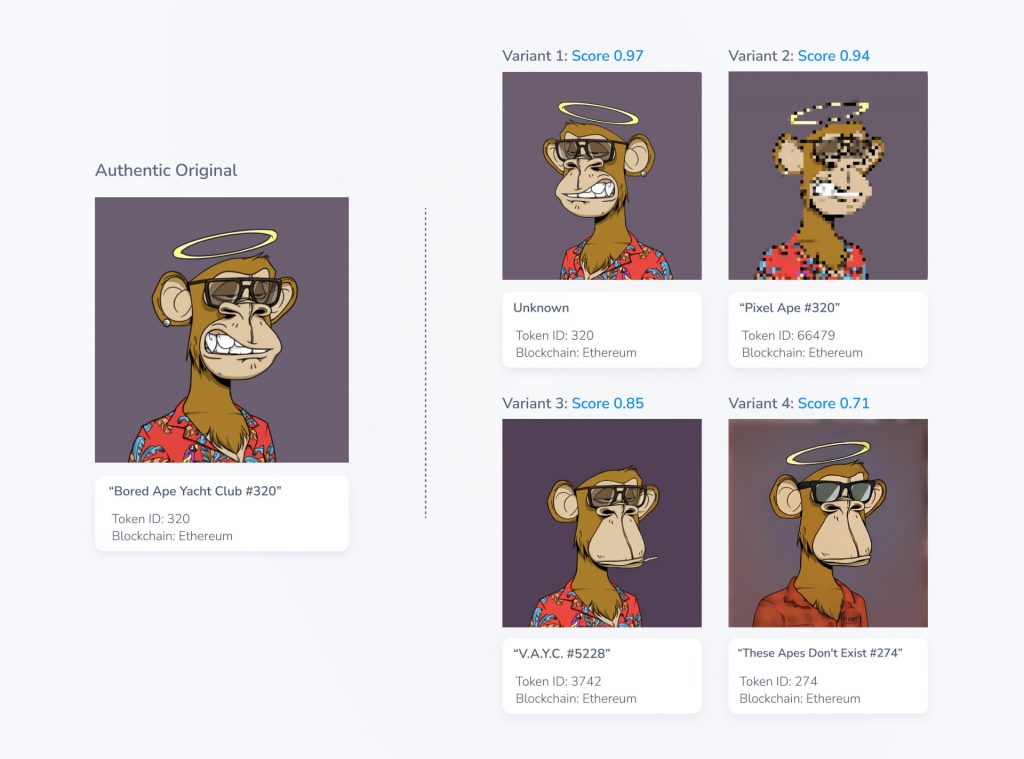 Authentic Original
“Bored Ape Yacht Club #320”
Token ID: 320
Blockchain: Ethereum
Variant 1: Score 0.97
Unknown
Token ID: 320
Blockchain: Ethereum
Variant 2: Score 0.94
“Pixel Ape #320”
Token ID: 66479
Blockchain: Ethereum
Variant 3: Score 0.85
“V.A.Y.C. #5228”
Token ID: 3742
Blockchain: Ethereum
Variant 4: Score 0.71
“These Apes Don't Exist #274”
Token ID: 274
Blockchain: Ethereum